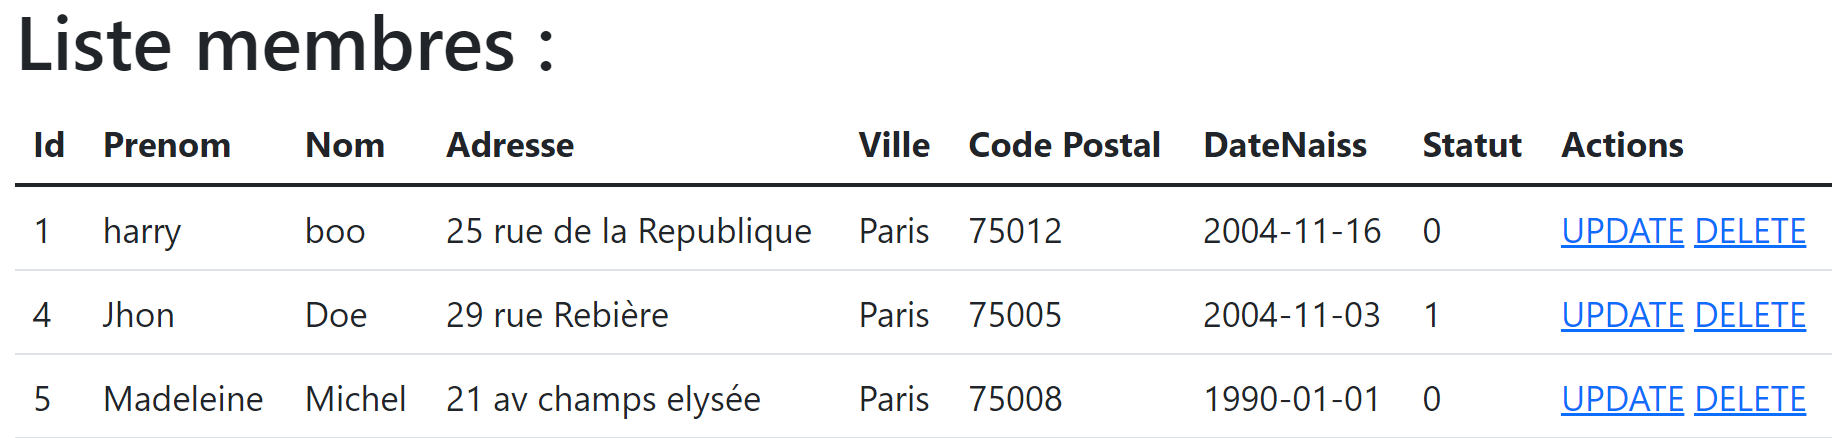 Liste membres :
Id Prenom Nom Adresse Ville Code Postal DateNaiss Statut Actions
1 harry boo 25 rue de la Republique Paris 75012 2004-11-16 0 UPDATE DELETE
4 Jhon Doe 29 rue Rebière Paris 75005 2004-11-03 1 UPDATE DELETE
5 Madeleine Michel 21 av champs elysée Paris 75008 1990-01-01 0 UPDATE DELETE